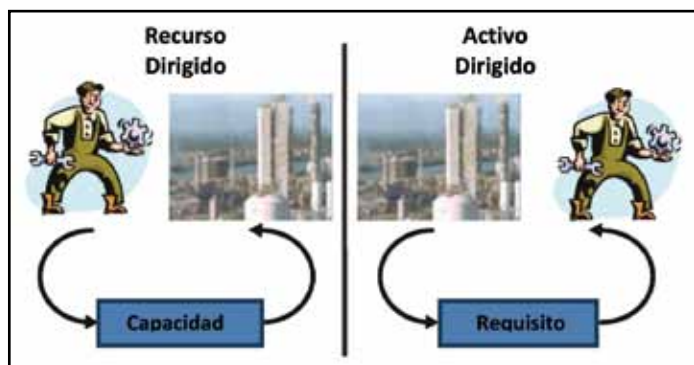 Recurso
Dirigido
Capacidad
Activo
Dirigido
Requisito